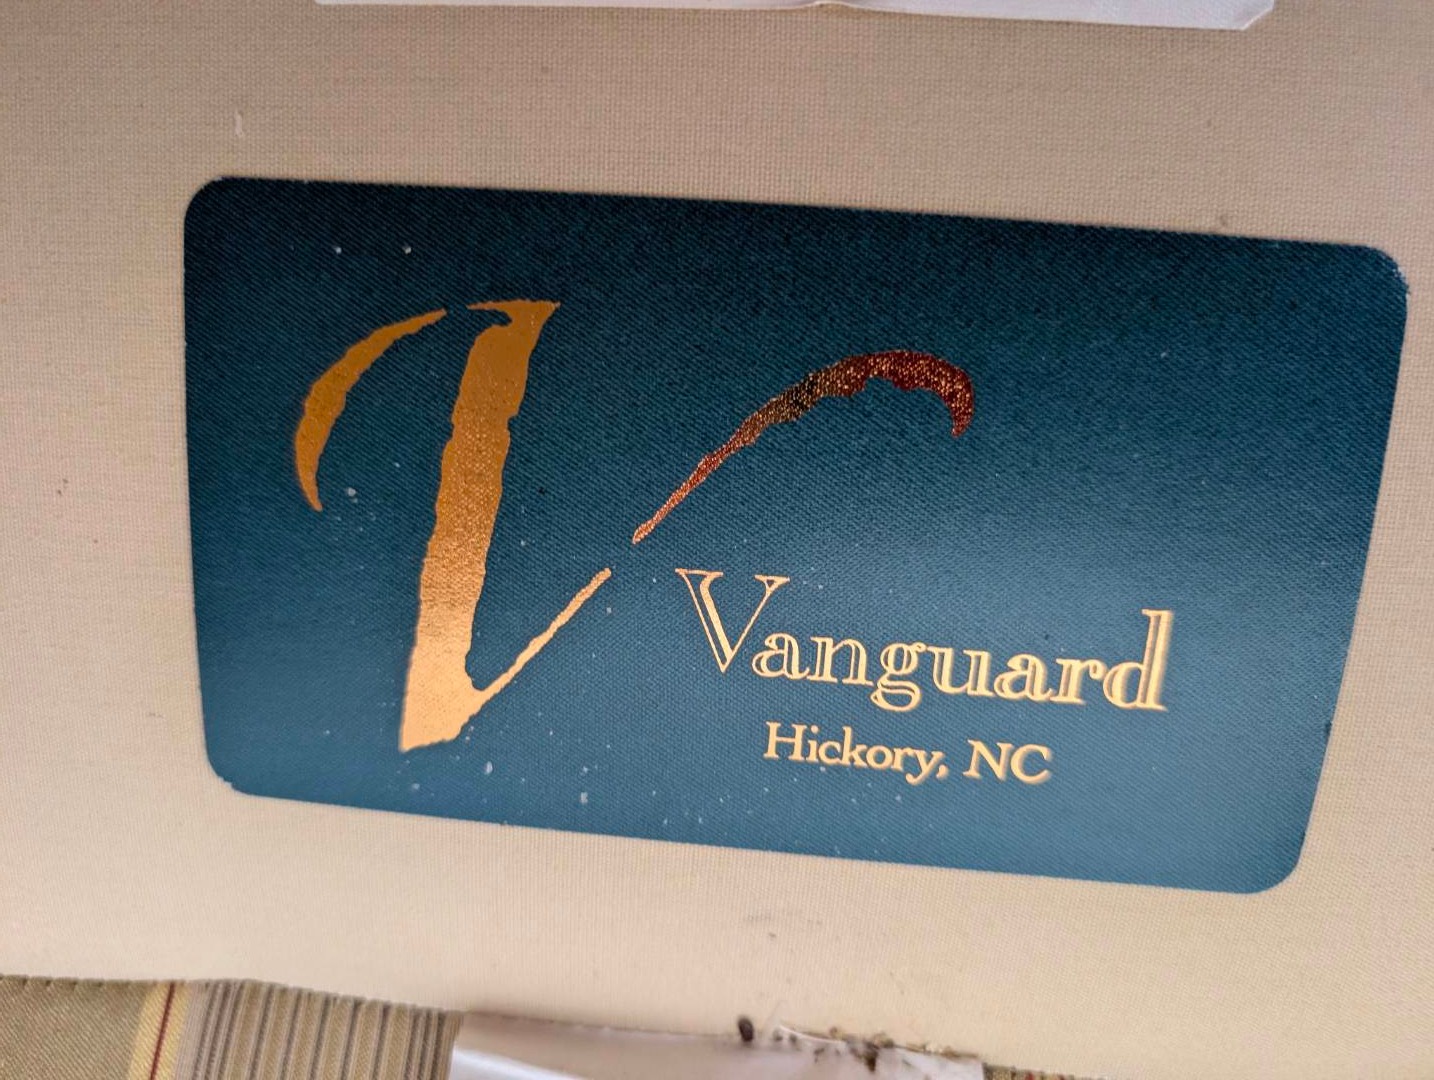 V
Vanguard
Hickory, NC